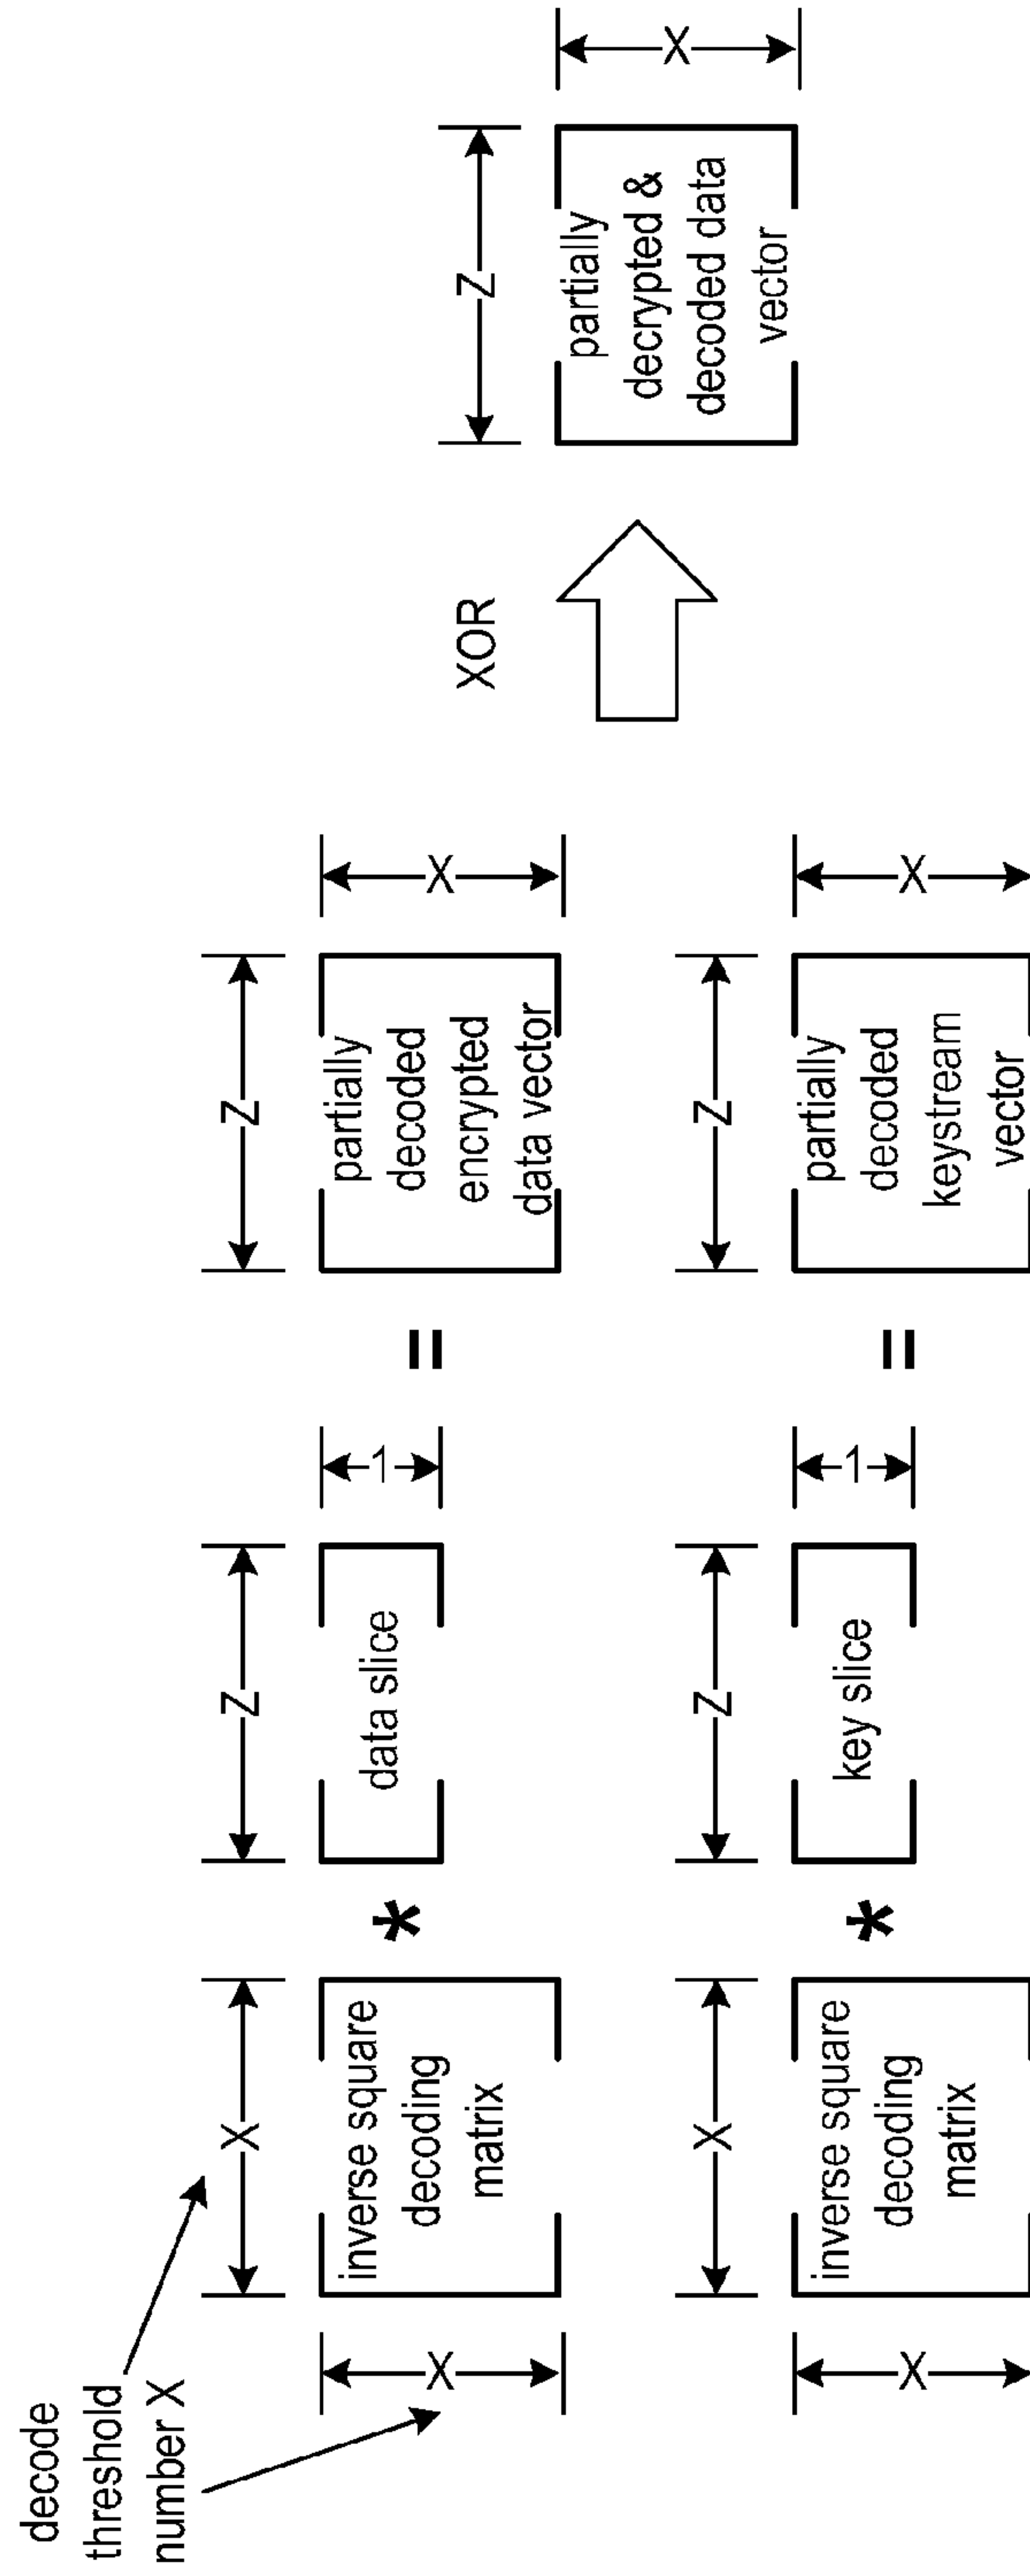 decode
threshold
number X
X
X
inverse square
decoding
matrix
*
Z
data slice
1
=
Z
partially
decoded
encrypted
data vector
X
X
X
inverse square
decoding
matrix
*
Z
key slice
1
=
Z
partially
decoded
keystream
vector
X
XOR
Z
partially
decrypted &
decoded data
vector
X